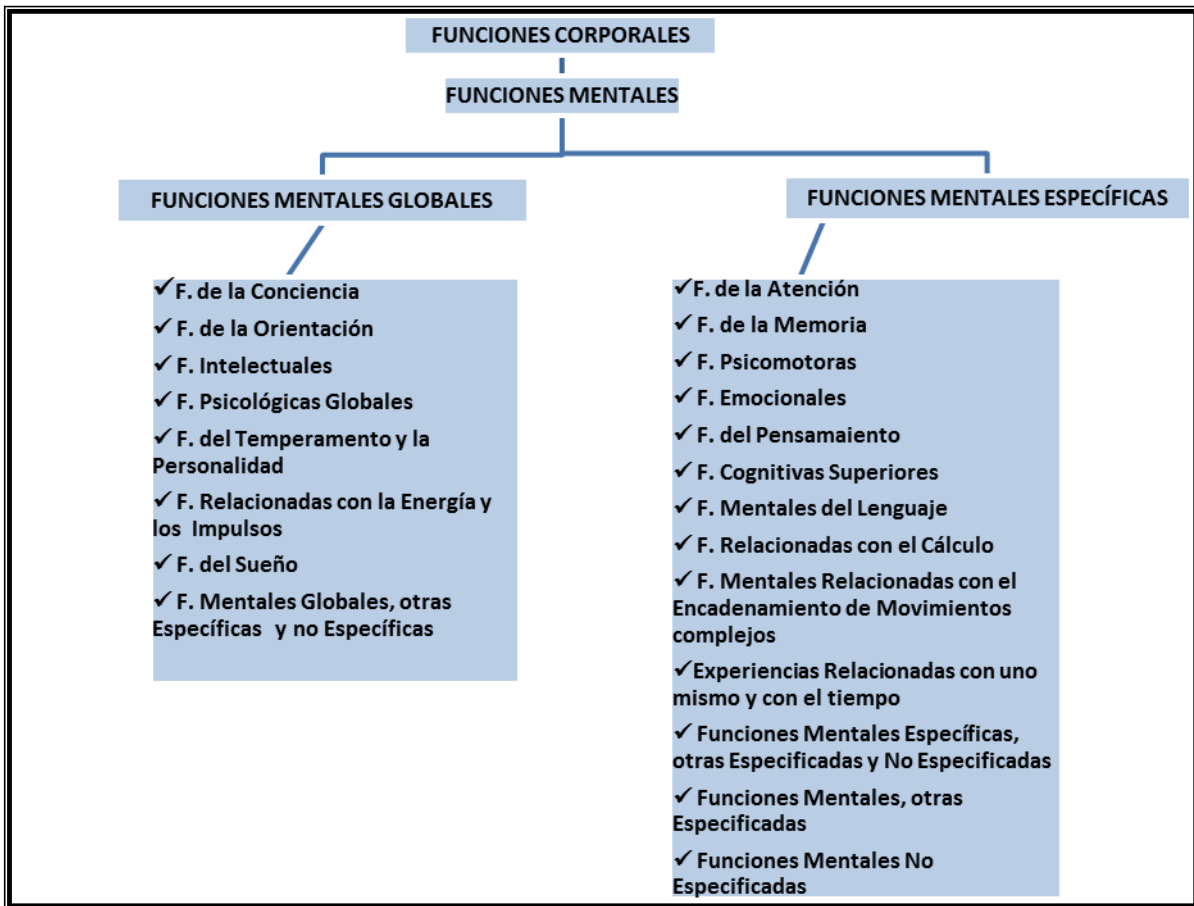 FUNCIONES CORPORALES
FUNCIONES MENTALES
FUNCIONES MENTALES GLOBALES
✓F. de la Conciencia
✓ F. de la Orientación
✓ F. Intelectuales
✓ F. Psicológicas Globales
✓ F. del Temperamento y la
Personalidad
✓ F. Relacionadas con la Energía y
los Impulsos
✓ F. del Sueño
✓ F. Mentales Globales, otras
Específicas y no Específicas
FUNCIONES MENTALES ESPECÍFICAS
✓F. de la Atención
✓ F. de la Memoria
✓ F. Psicomotoras
✓ F. Emocionales
✓ F. del Pensamaiento
✓ F. Cognitivas Superiores
✓ F. Mentales del Lenguaje
✓ F. Relacionadas con el Cálculo
✓ F. Mentales Relacionadas con el
Encadenamiento de Movimientos
complejos
✓Experiencias Relacionadas con uno
mismo y con el tiempo
✓ Funciones Mentales Específicas,
otras Especificadas y No Especificadas
✓ Funciones Mentales, otras
Especificadas
✓ Funciones Mentales No
Especificadas